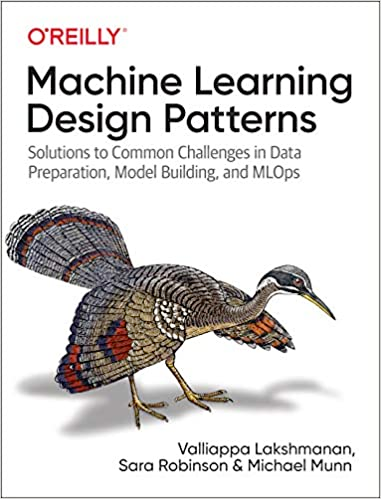 O'REILLY®
Machine Learning
Design Patterns
Solutions to Common Challenges in Data
Preparation, Model Building, and MLOps
Valliappa Lakshmanan,
Sara Robinson & Michael Munn